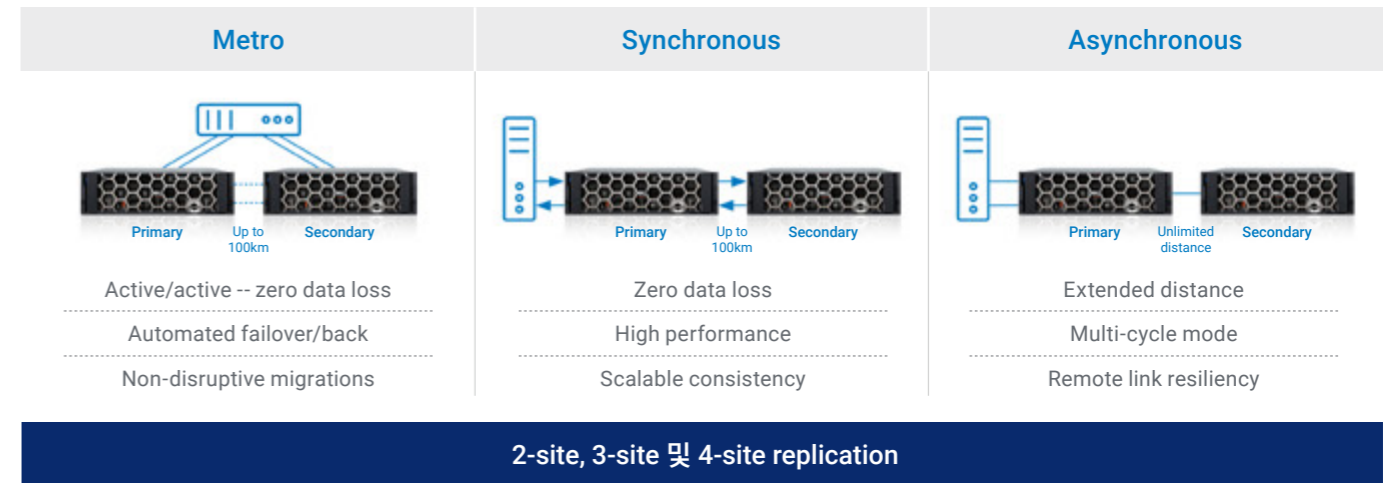 Metro
Synchronous
Asynchronous
Primary
Up to
100km
Secondary
Primary
Up to
100km
Secondary
Primary
Unlimited
distance
Secondary
Active/active -- zero data loss
Automated failover/back
Non-disruptive migrations
Zero data loss
High performance
Scalable consistency
Extended distance
Multi-cycle mode
Remote link resiliency
2-site, 3-site 및 4-site replication